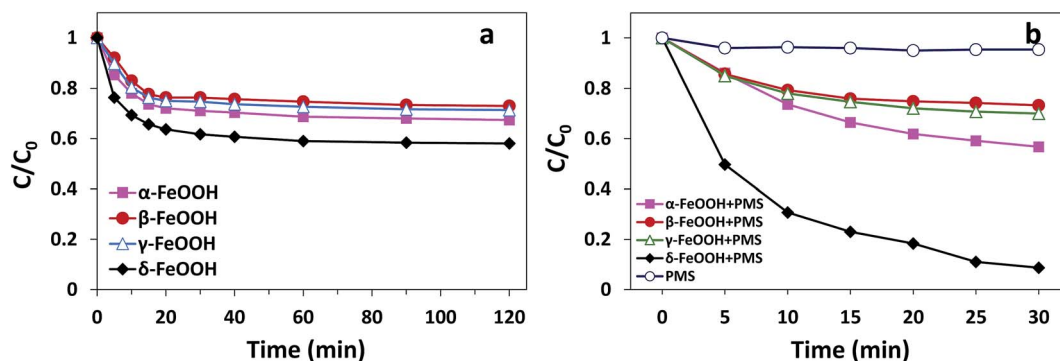 a
C/C0
1
0.8
0.6
0.4
0.2
0
α-FeOOH
β-FeOOH
γ-FeOOH
δ-FeOOH
0 20 40 60 80 100 120
Time (min)
b
C/C0
1
0.8
0.6
0.4
0.2
0
α-FeOOH+PMS
β-FeOOH+PMS
γ-FeOOH+PMS
δ-FeOOH+PMS
PMS
0 5 10 15 20 25 30
Time (min)